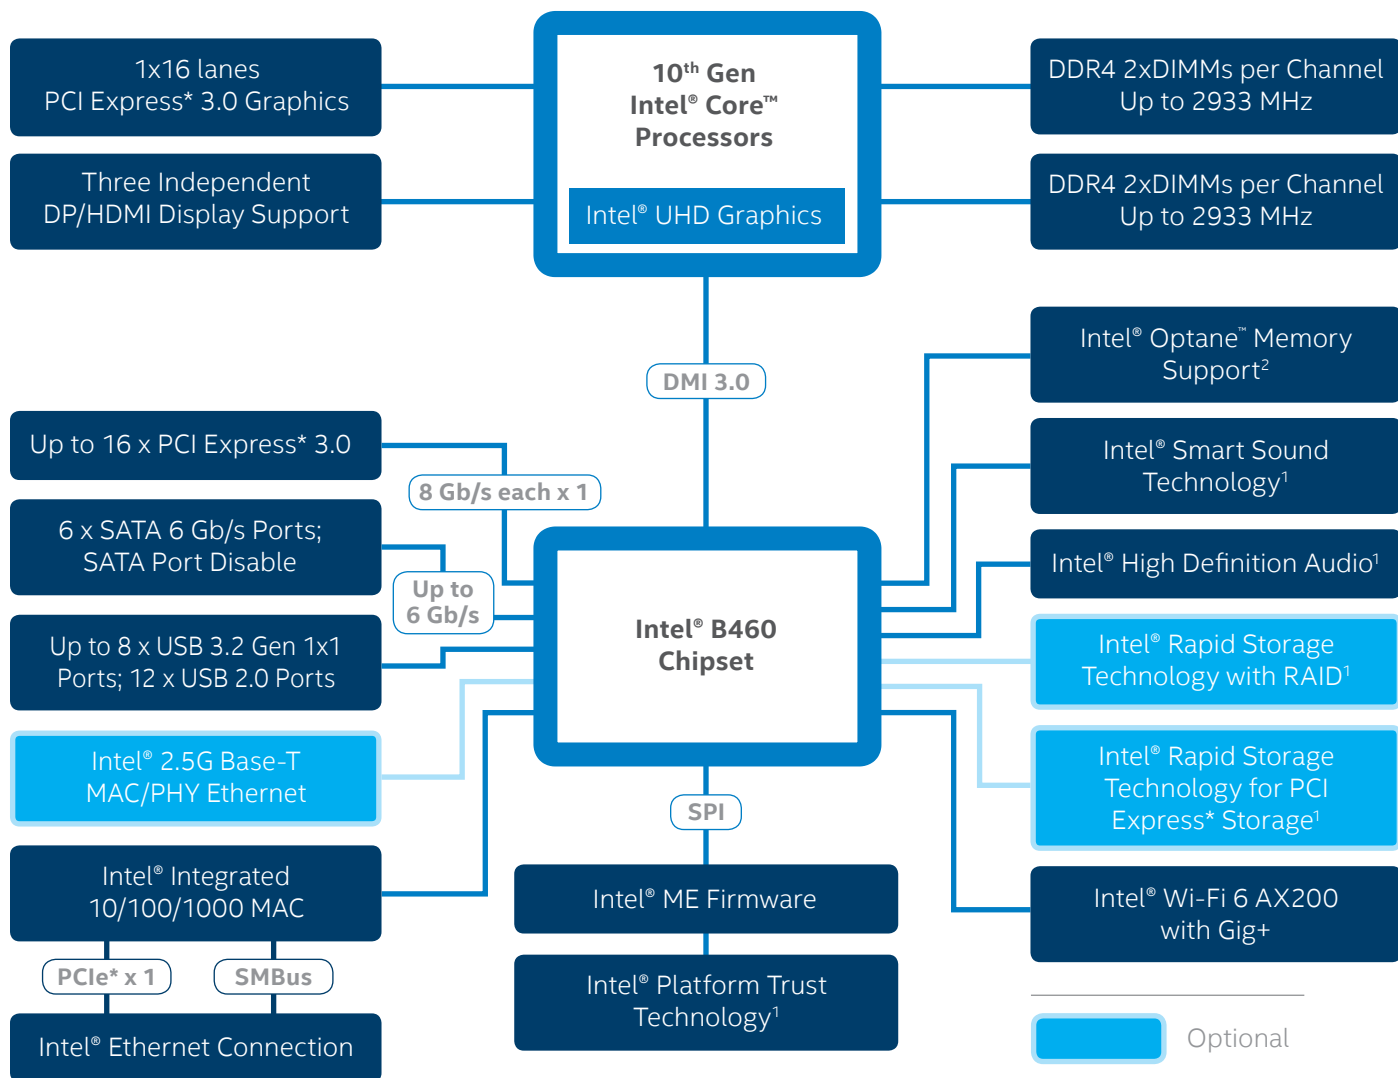 1x16 lanes
PCI Express* 3.0 Graphics
Three Independent
DP/HDMI Display Support
10th Gen
Intel® Core™
Processors
Intel® UHD Graphics
DDR4 2xDIMMs per Channel
Up to 2933 MHz
DDR4 2xDIMMs per Channel
Up to 2933 MHz
DMI 3.0
Up to 16 x PCI Express* 3.0
8 Gb/s each x 1
6 x SATA 6 Gb/s Ports;
SATA Port Disable
Up to
6 Gb/s
Up to 8 x USB 3.2 Gen 1x1
Ports; 12 x USB 2.0 Ports
Intel® 2.5G Base-T
MAC/PHY Ethernet
Intel® Integrated
10/100/1000 MAC
PCIe* x 1
SMBus
Intel® Ethernet Connection
Intel® B460
Chipset
SPI
Intel® ME Firmware
Intel® Platform Trust
Technology1
Intel® Optane™ Memory
Support2
Intel® Smart Sound
Technology1
Intel® High Definition Audio1
Intel® Rapid Storage
Technology with RAID1
Intel® Rapid Storage
Technology for PCI
Express* Storage1
Intel® Wi-Fi 6 AX200
with Gig+
Optional